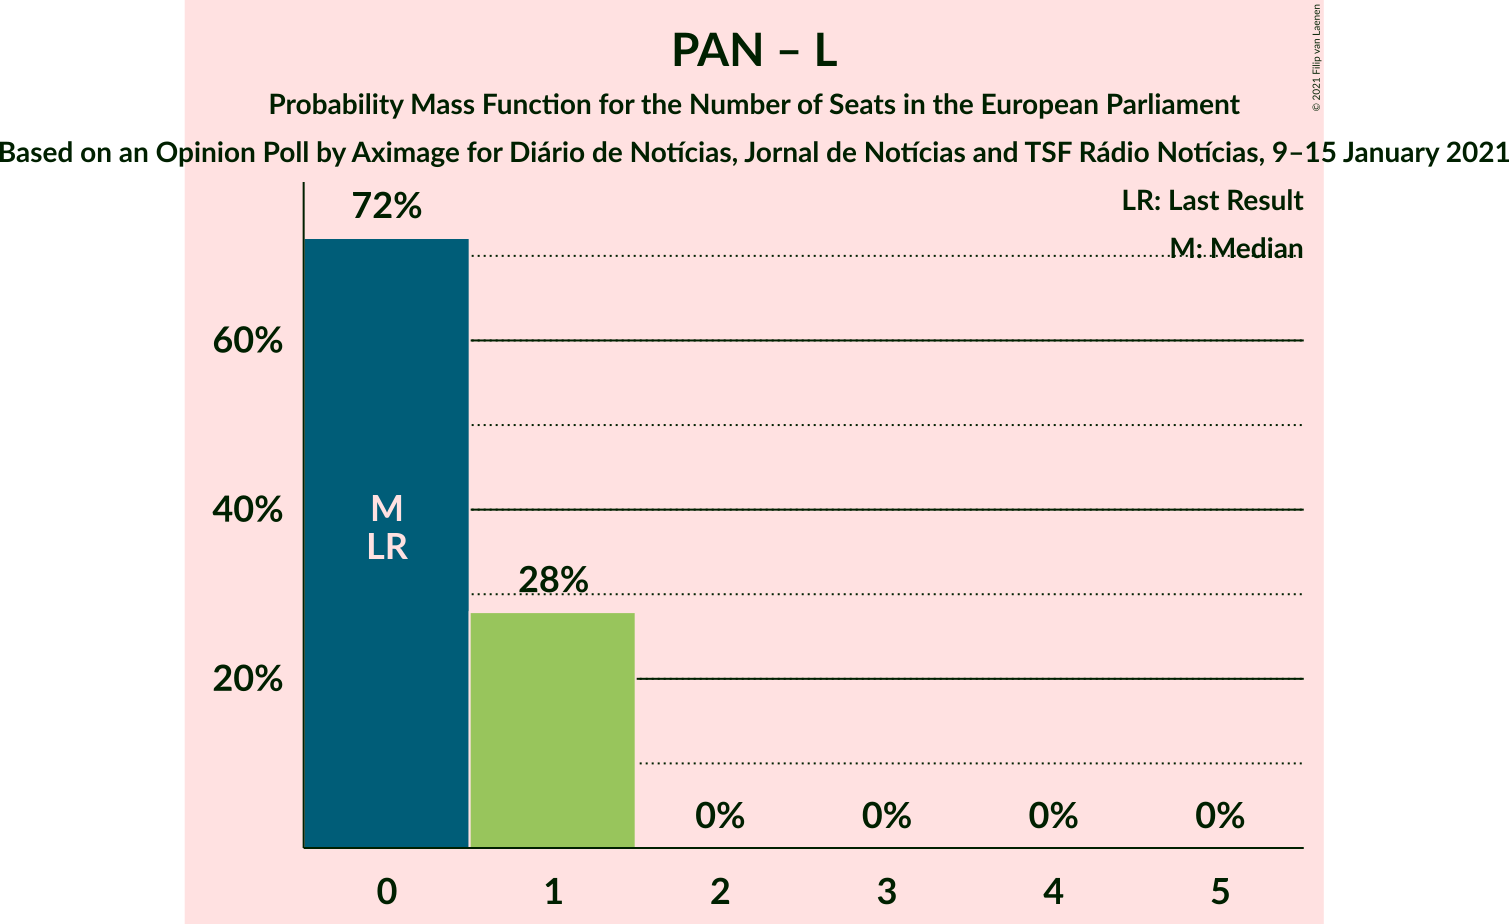 PAN – L
Probability Mass Function for the Number of Seats in the European Parliament
Based on an Opinion Poll by Aximage for Diário de Notícias, Jornal de Notícias and TSF Rádio Notícias, 9–15 January 2021
© 2021 Filip van Laenen
LR: Last Result
M: Median
72%
60%
40%
20%
M
LR
28%
0%
0%
0%
0%
0
1
2
3
4
5